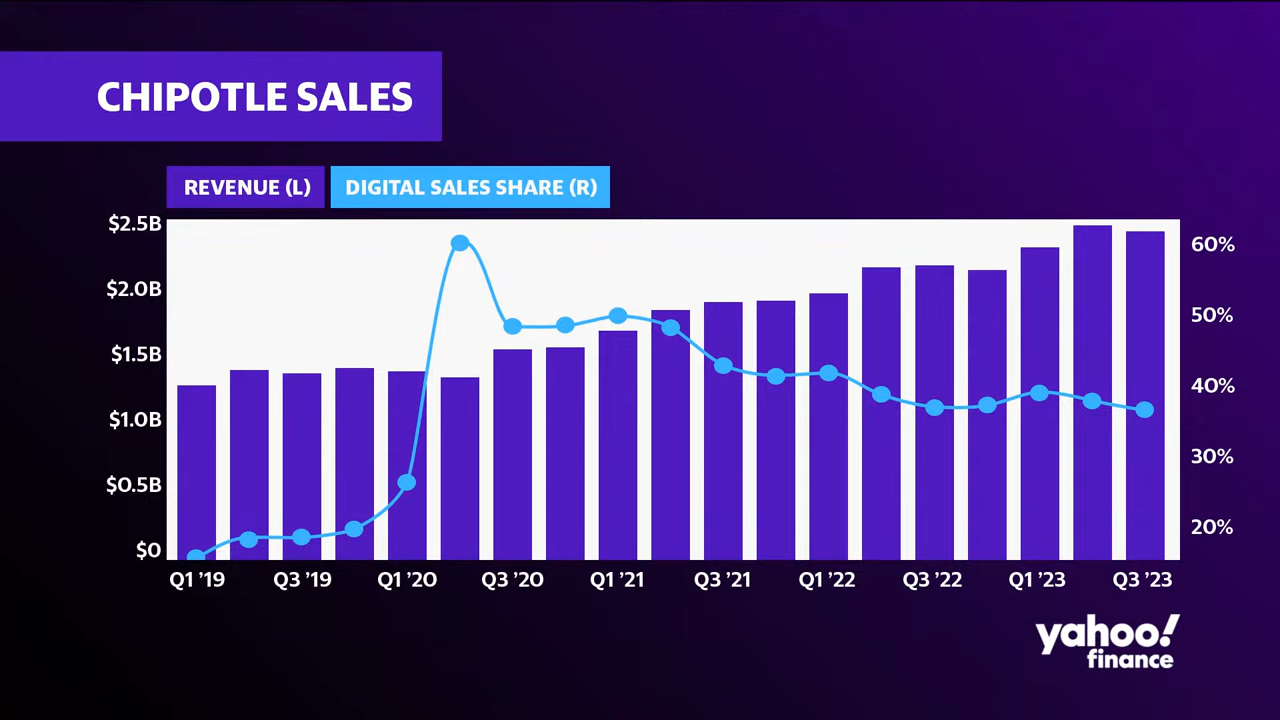 CHIPOTLE SALES
REVENUE (L)
DIGITAL SALES SHARE (R)
$2.5B
$2.0B
$1.5B
$1.0B
$0.5B
$0
60%
50%
40%
30%
20%
Q1 ’19
Q3 ’19
Q1 ’20
Q3 ’20
Q1 ’21
Q3 ’21
Q1 ’22
Q3 ’22
Q1 ’23
Q3 ’23
yahoo!
finance